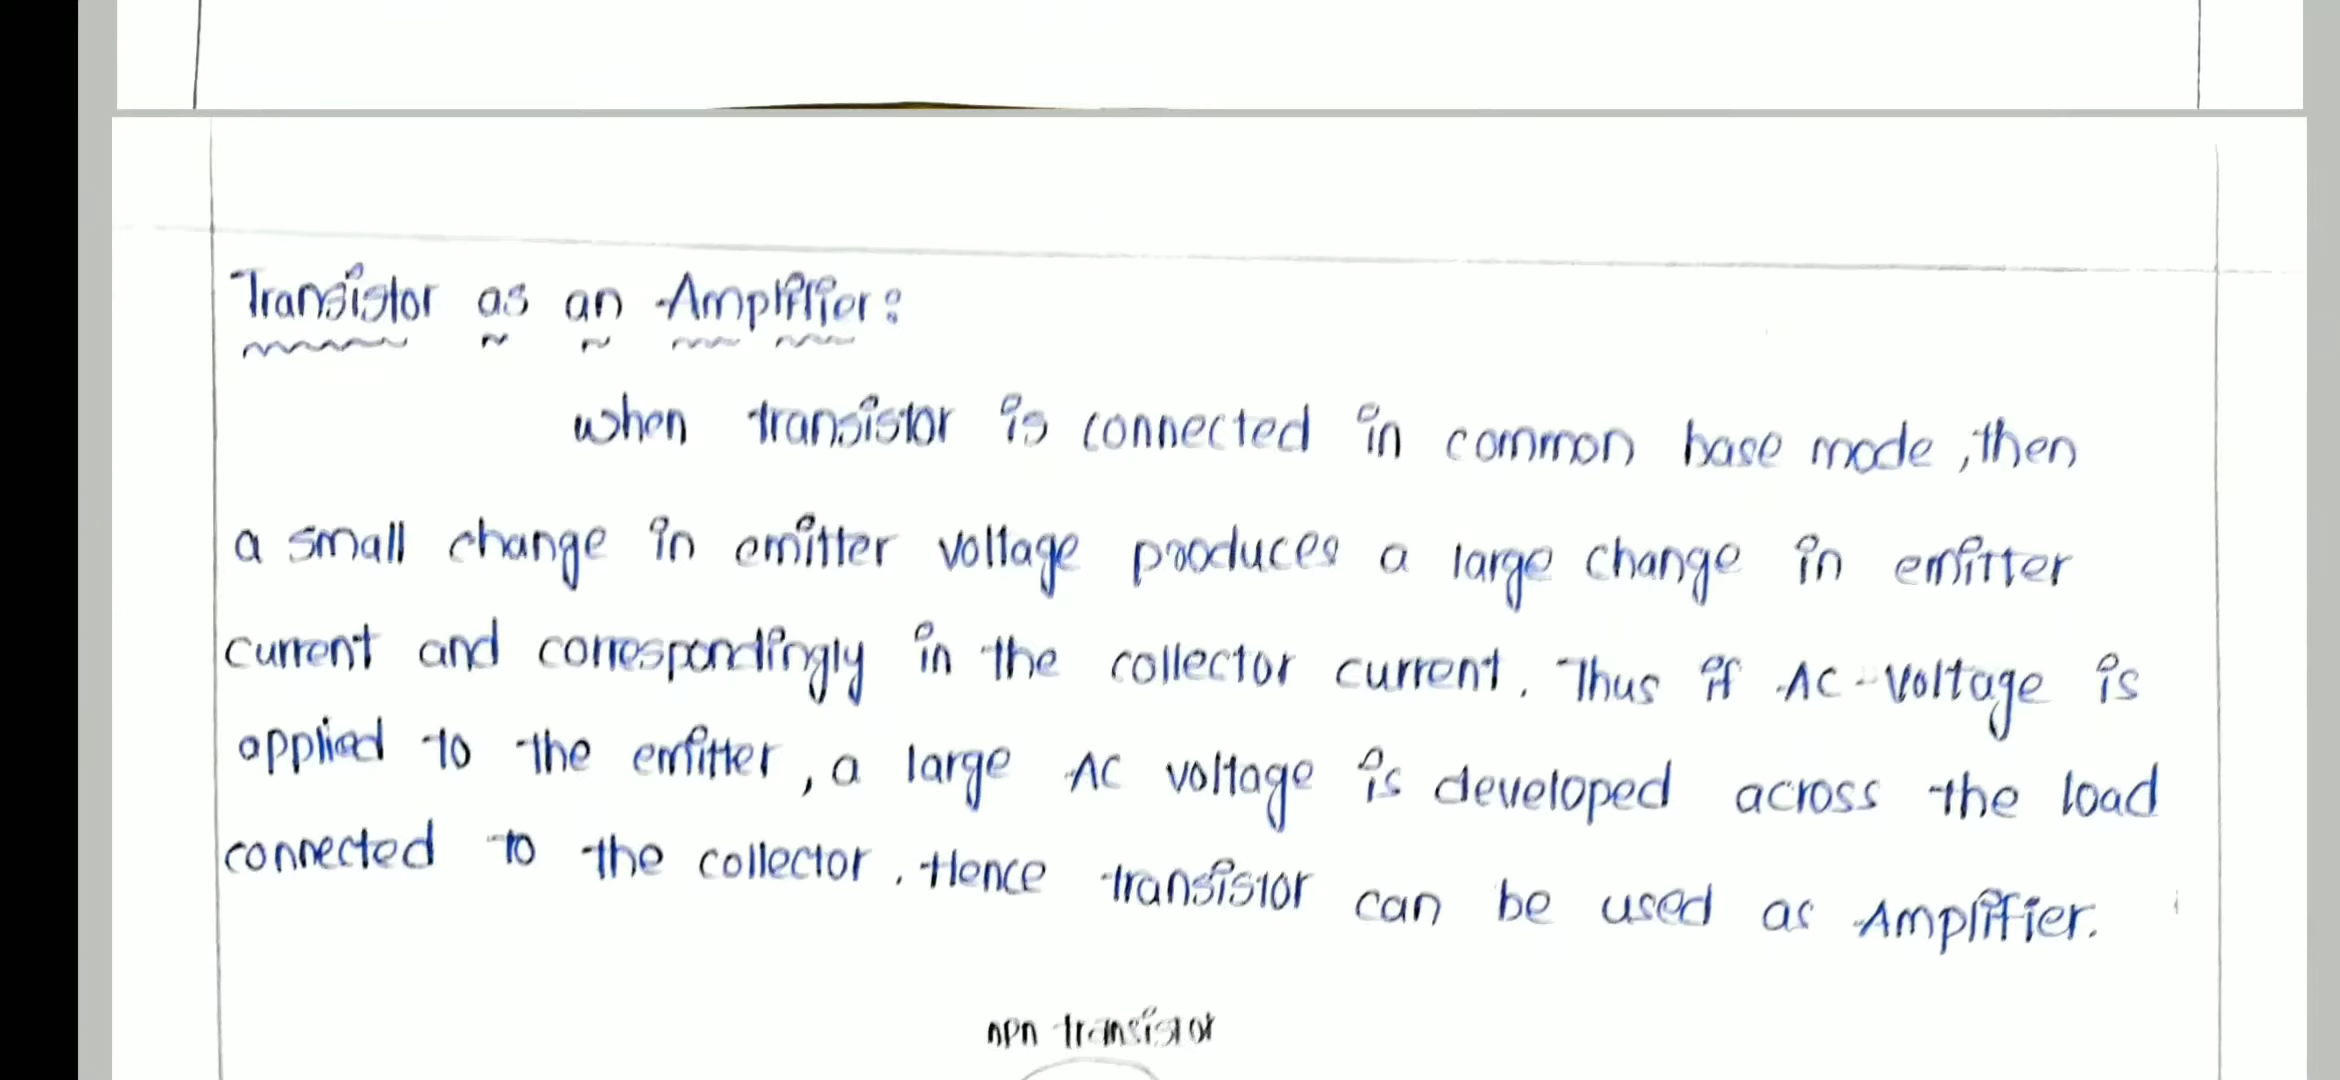 Transistor as an Amplifier:
when transistor is connected in common base mode, then
a small change in emitter voltage produces a large change in emitter
current and correspondingly in the collector current. Thus if AC-voltage is
applied to the emitter, a large AC voltage is developed across the load
connected to the collector. Hence transistor can be used as Amplifier.
npn transistor